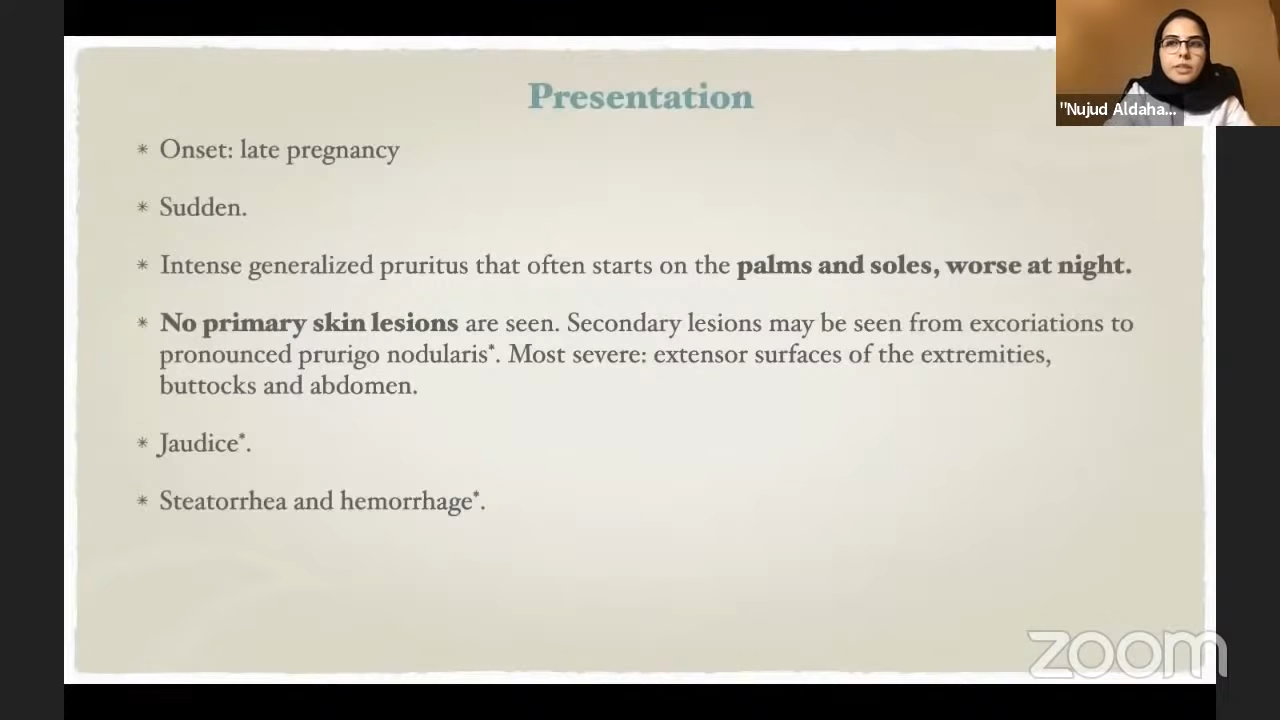 Presentation
* Onset: late pregnancy
* Sudden.
* Intense generalized pruritus that often starts on the palms and soles, worse at night.
* No primary skin lesions are seen. Secondary lesions may be seen from excoriations to
pronounced prurigo nodularis*. Most severe: extensor surfaces of the extremities,
buttocks and abdomen.
* Jaudice*.
* Steatorrhea and hemorrhage*.
"Nujud Aldaha...
zoom